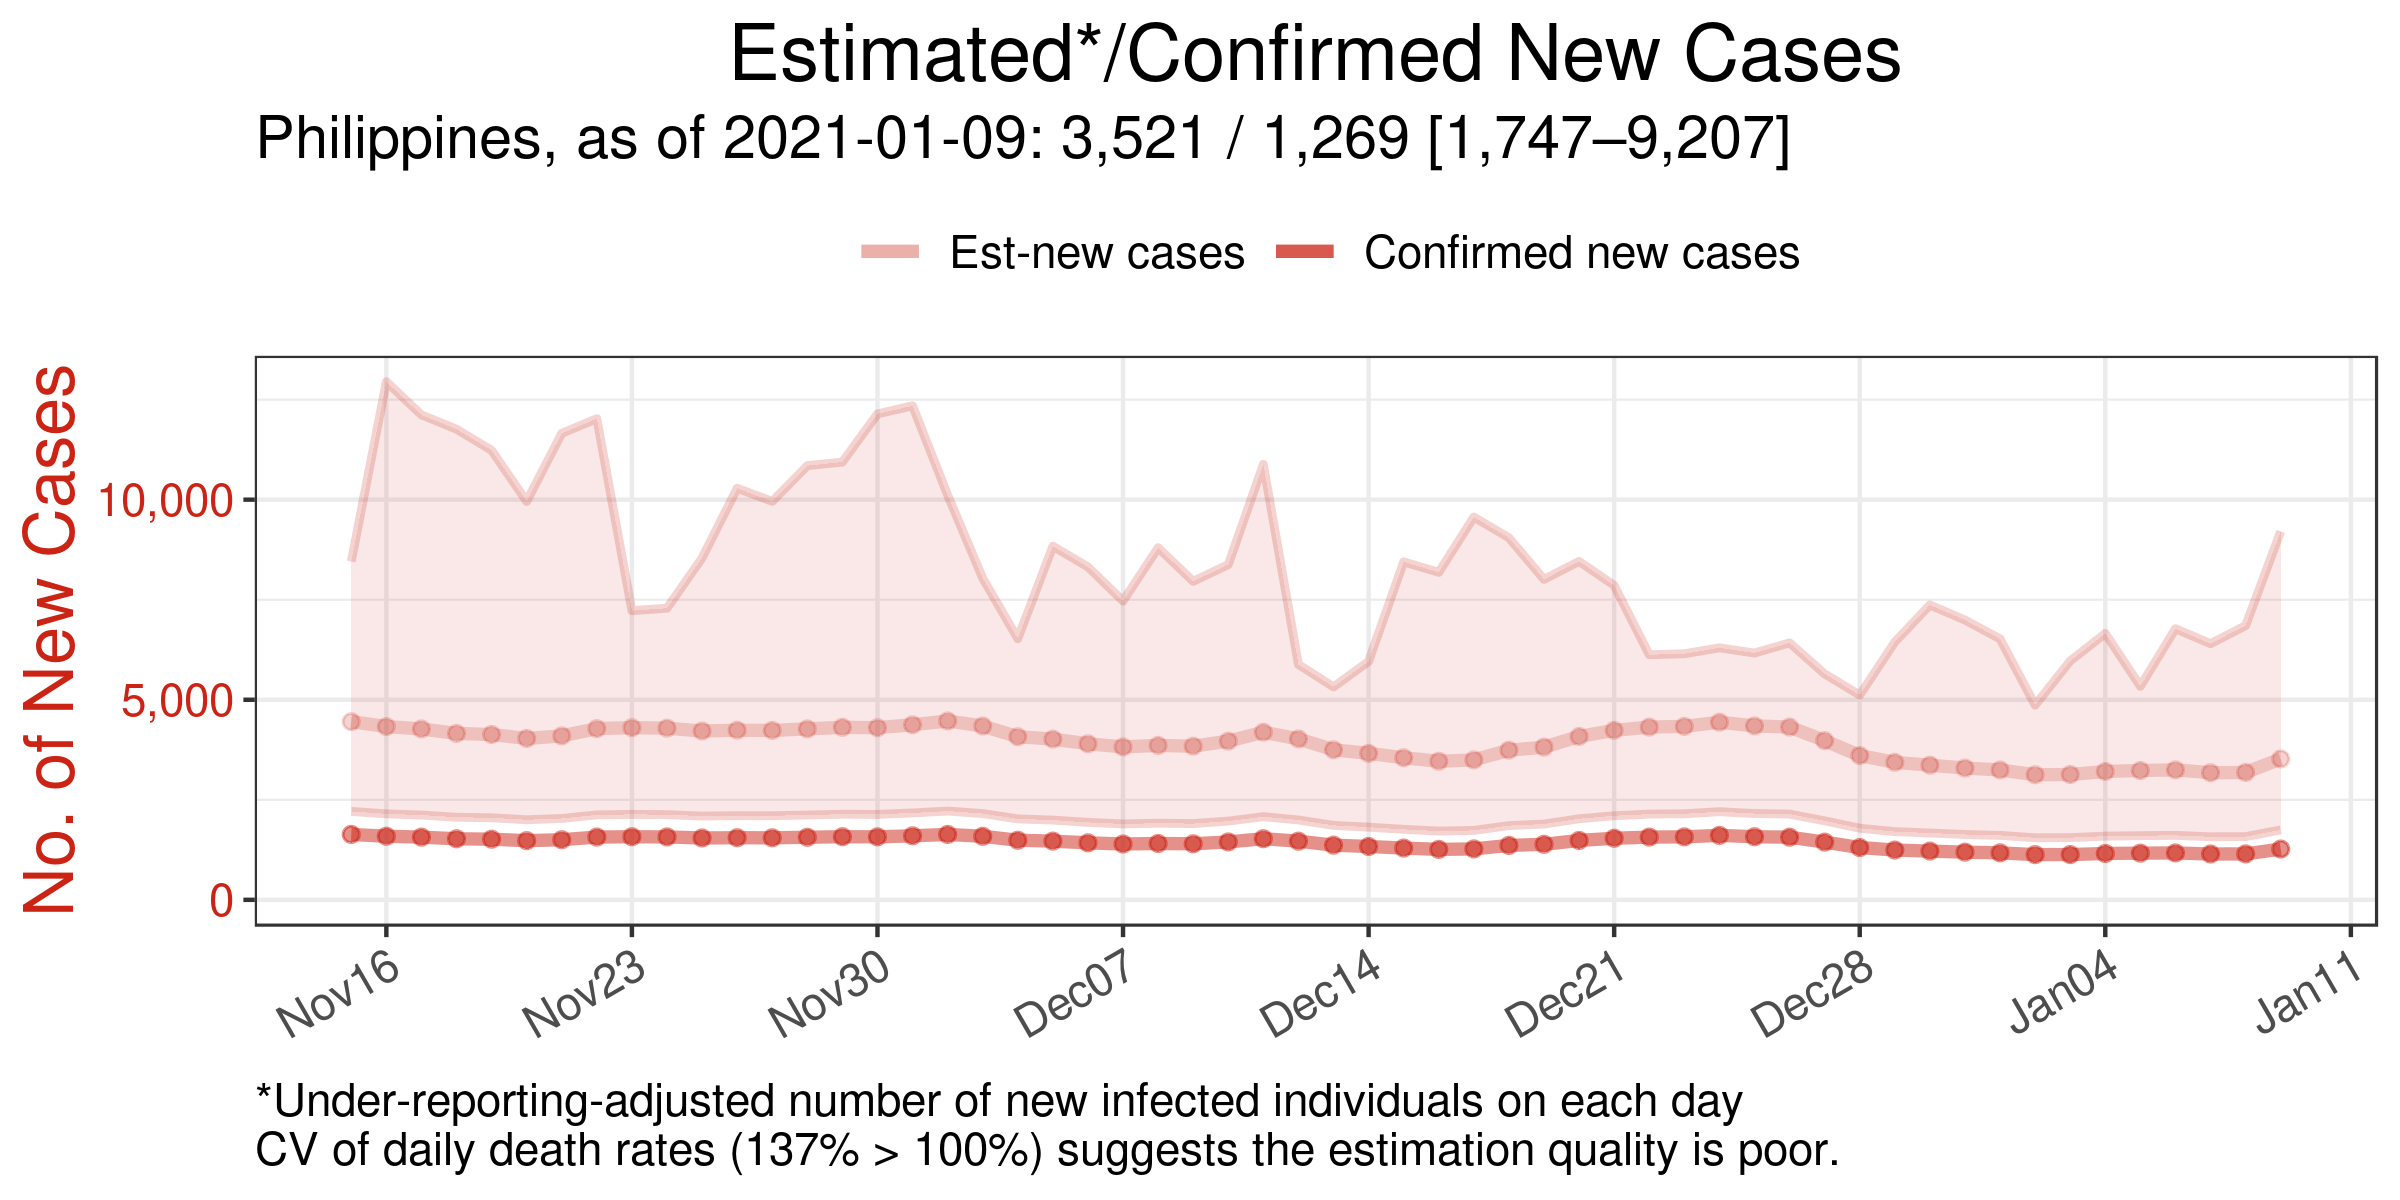 Estimated*/Confirmed New Cases
Philippines, as of 2021-01-09: 3,521 / 1,269 [1,747–9,207]
Est-new cases
Confirmed new cases
No. of New Cases
10,000
5,000
0
Nov16
Nov23
Nov30
Dec07
Dec14
Dec21
Dec28
Jan04
Jan11
*Under-reporting-adjusted number of new infected individuals on each day
CV of daily death rates (137% > 100%) suggests the estimation quality is poor.